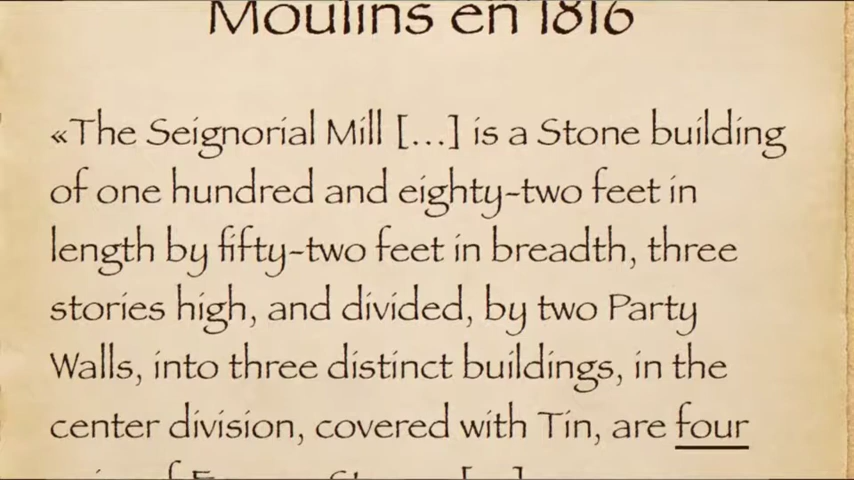 Moulins en 1816
«The Seignorial Mill [...] is a Stone building
of one hundred and eighty-two feet in
length by fifty-two feet in breadth, three
stories high, and divided, by two Party
Walls, into three distinct buildings, in the
center division, covered with Tin, are four